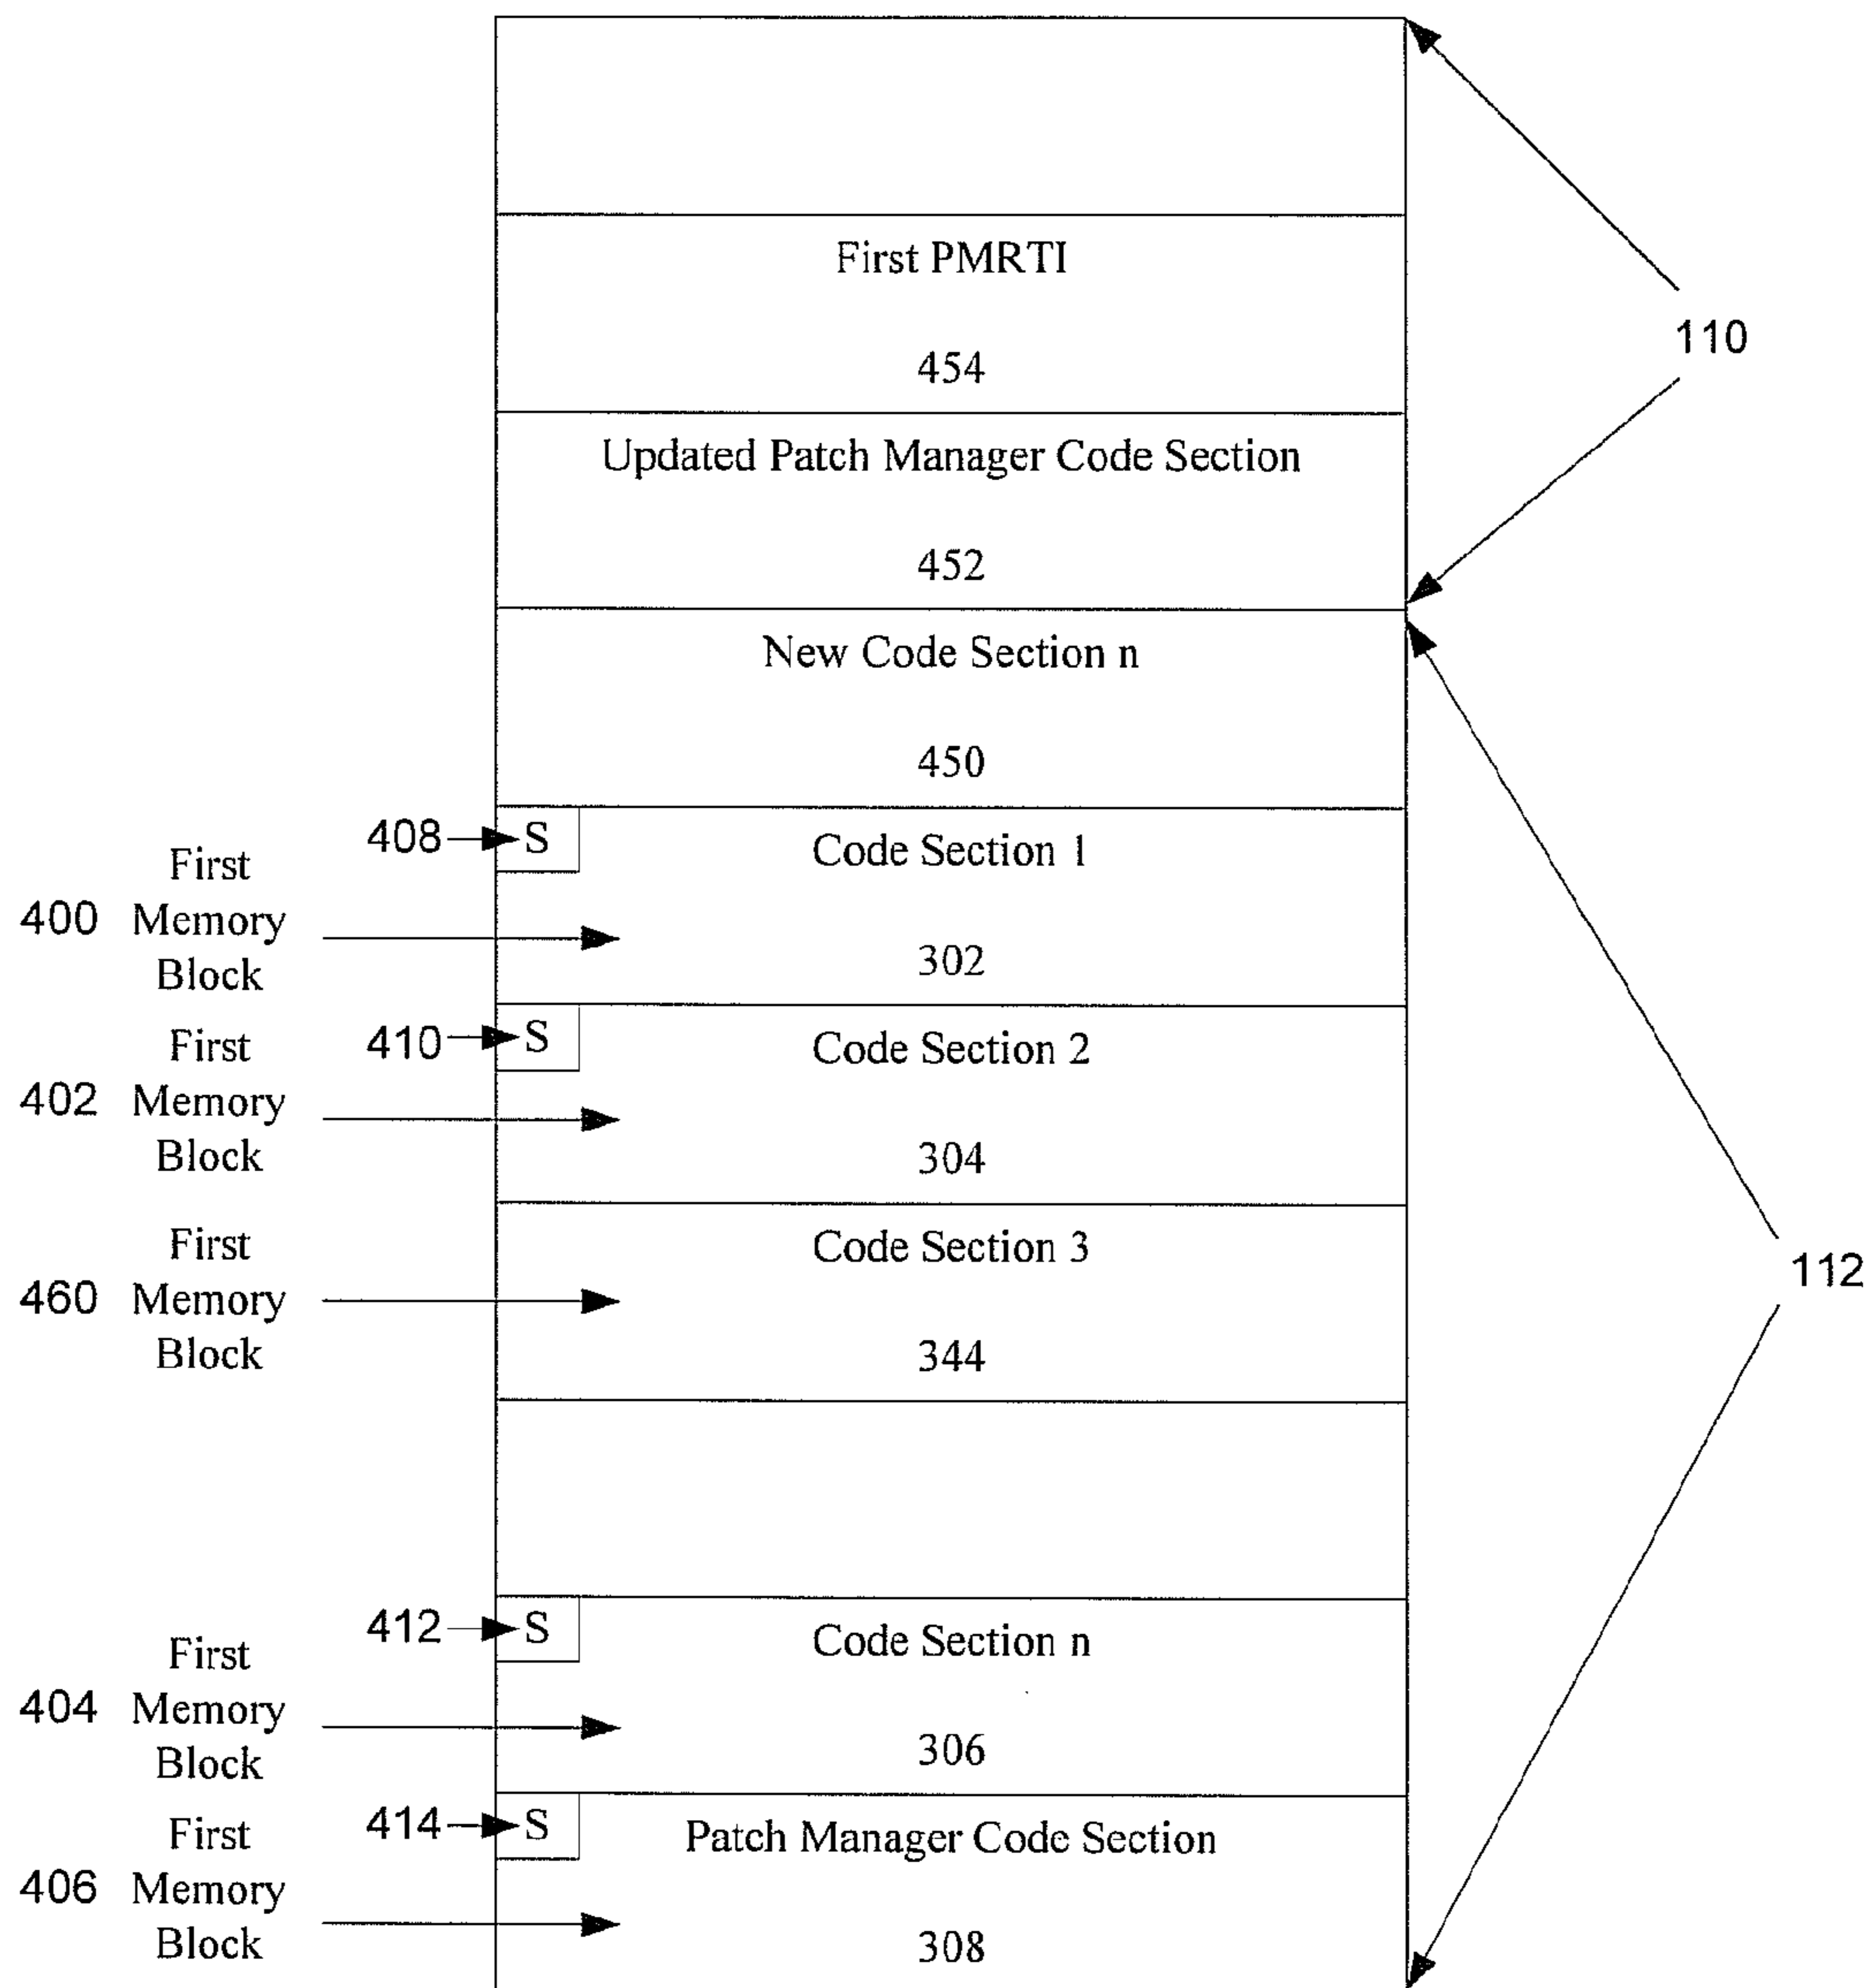 First PMRTI
454
110
Updated Patch Manager Code Section
452
New Code Section n
450
408 S Code Section 1
First
400 Memory
Block
302
410 S Code Section 2
First
402 Memory
Block
304
Code Section 3
First
460 Memory
Block
344
112
412 S Code Section n
First
404 Memory
Block
306
414 S Patch Manager Code Section
First
406 Memory
Block
308